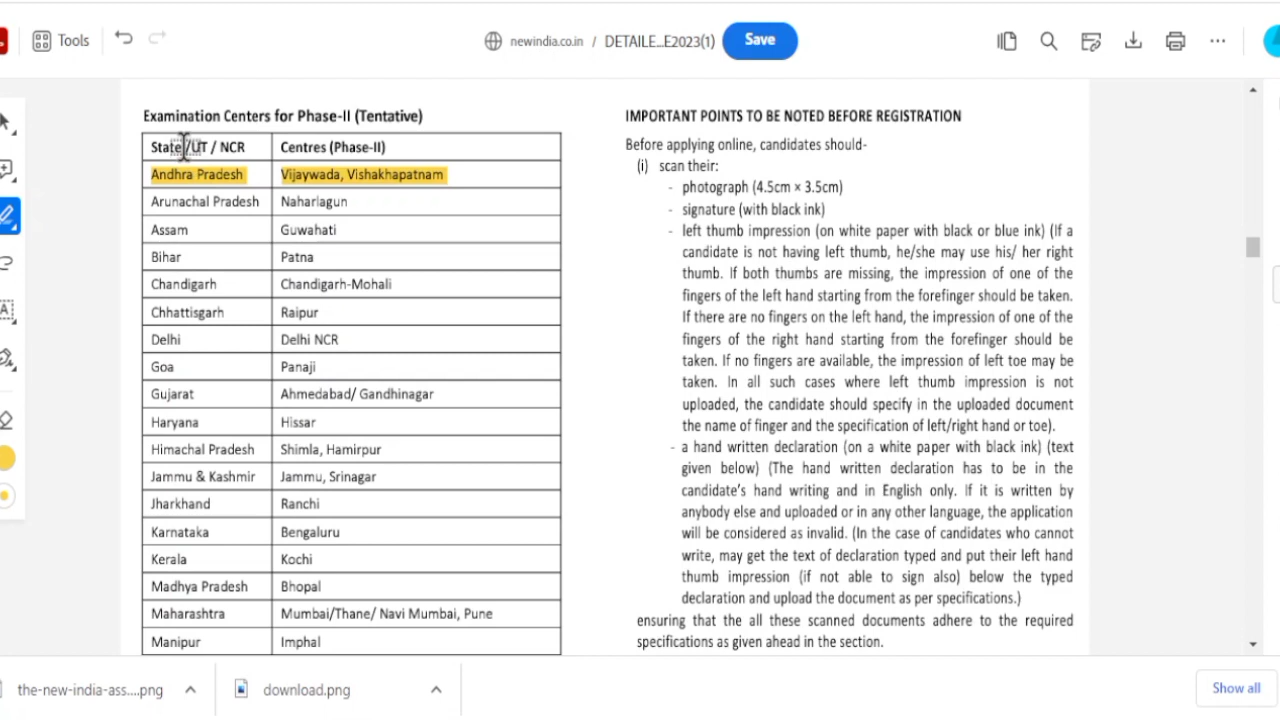 Tools
newindia.co.in / DETAILE...E2023(1)
Save
Examination Centers for Phase-II (Tentative)
State/UT / NCR Centres (Phase-II)
Andhra Pradesh Vijaywada, Vishakhapatnam
Arunachal Pradesh Naharlagun
Assam Guwahati
Bihar Patna
Chandigarh Chandigarh-Mohali
Chhattisgarh Raipur
Delhi Delhi NCR
Goa Panaji
Gujarat Ahmedabad/ Gandhinagar
Haryana Hissar
Himachal Pradesh Shimla, Hamirpur
Jammu & Kashmir Jammu, Srinagar
Jharkhand Ranchi
Karnataka Bengaluru
Kerala Kochi
Madhya Pradesh Bhopal
Maharashtra Mumbai/Thane/ Navi Mumbai, Pune
Manipur Imphal
IMPORTANT POINTS TO BE NOTED BEFORE REGISTRATION
Before applying online, candidates should-
(i) scan their:
- photograph (4.5cm × 3.5cm)
- signature (with black ink)
- left thumb impression (on white paper with black or blue ink) (If a
candidate is not having left thumb, he/she may use his/ her right
thumb. If both thumbs are missing, the impression of one of the
fingers of the left hand starting from the forefinger should be taken.
If there are no fingers on the left hand, the impression of one of the
fingers of the right hand starting from the forefinger should be
taken. If no fingers are available, the impression of left toe may be
taken. In all such cases where left thumb impression is not
uploaded, the candidate should specify in the uploaded document
the name of finger and the specification of left/right hand or toe).
- a hand written declaration (on a white paper with black ink) (text
given below) (The hand written declaration has to be in the
candidate's hand writing and in English only. If it is written by
anybody else and uploaded or in any other language, the application
will be considered as invalid. (In the case of candidates who cannot
write, may get the text of declaration typed and put their left hand
thumb impression (if not able to sign also) below the typed
declaration and upload the document as per specifications.)
ensuring that the all these scanned documents adhere to the required
specifications as given ahead in the section.
the-new-india-ass....png
download.png
Show all